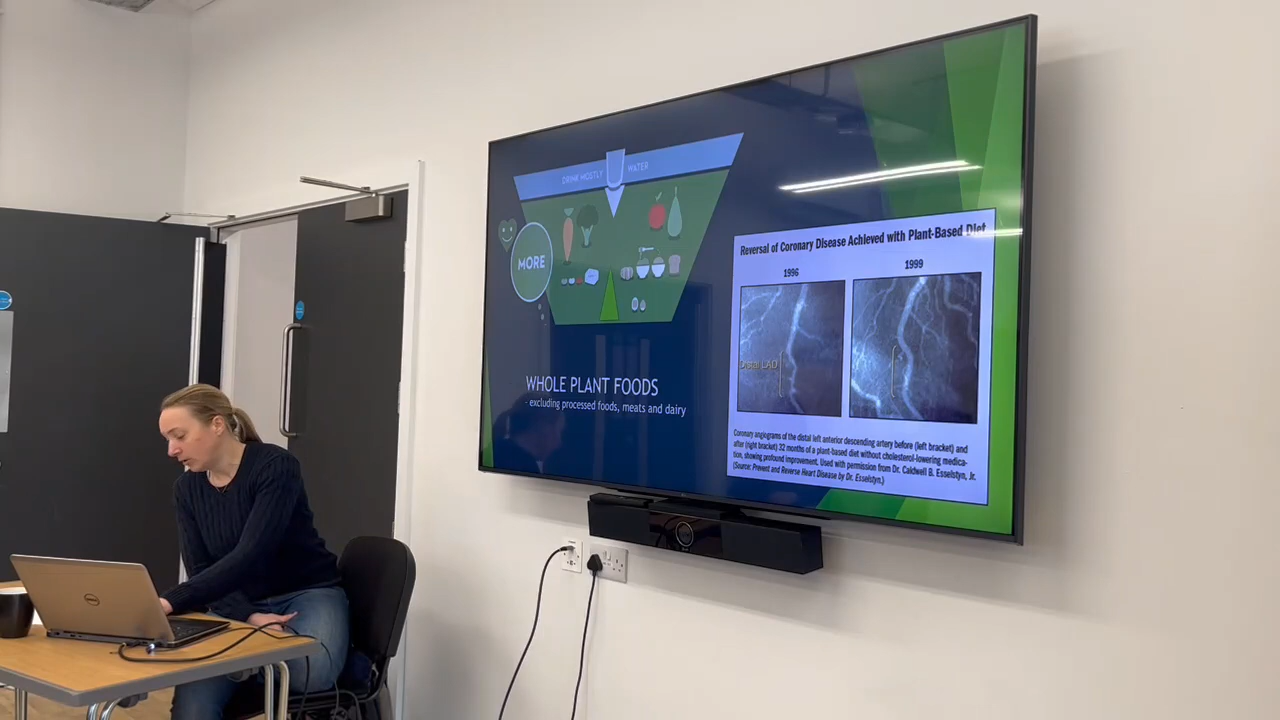 DRINK MOSTLY WATER
MORE
WHOLE PLANT FOODS
- excluding processed foods, meats and dairy
Reversal of Coronary Disease Achieved with Plant-Based Diet
1996
1999
Distal LAD
Coronary angiograms of the distal left anterior descending artery before (left bracket) and
after (right bracket) 32 months of a plant-based diet without cholesterol-lowering medica-
tion, showing profound improvement. Used with permission from Dr. Caldwell B. Esselstyn, Jr.
(Source: Prevent and Reverse Heart Disease by Dr. Esselstyn.)
DELL